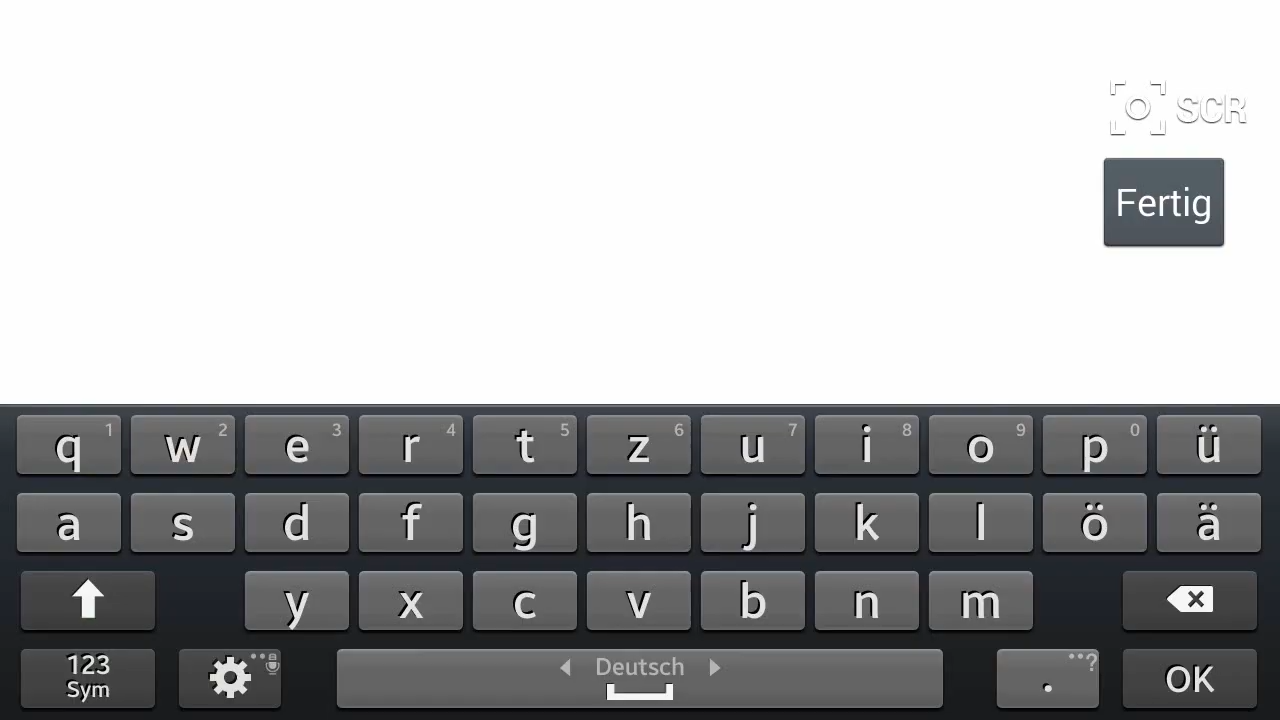 SCR
Fertig
q 1 w 2 e 3 r 4 t 5 z 6 u 7 i 8 o 9 p 0 ü
a s d f g h j k l ö ä
y x c v b n m
123 Deutsch ..?
Sym . OK